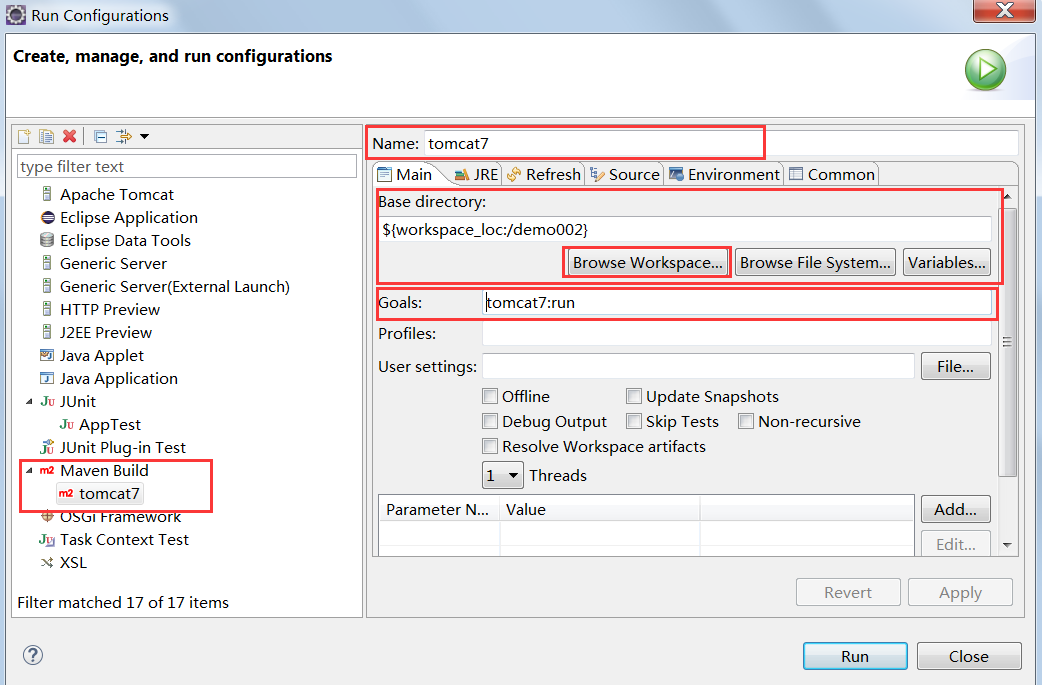 Run Configurations
Create, manage, and run configurations
type filter text
Apache Tomcat
Eclipse Application
Eclipse Data Tools
Generic Server
Generic Server(External Launch)
HTTP Preview
J2EE Preview
Java Applet
Java Application
JUnit
AppTest
JUnit Plug-in Test
Maven Build
tomcat7
OSGi Framework
Task Context Test
XSL
Filter matched 17 of 17 items
Name: tomcat7
Main JRE Refresh Source Environment Common
Base directory:
${workspace_loc:/demo002}
Browse Workspace... Browse File System... Variables...
Goals: tomcat7:run
Profiles:
User settings: File...
Offline Update Snapshots
Debug Output Skip Tests Non-recursive
Resolve Workspace artifacts
1 Threads
Parameter N... Value Add...
Edit...
Revert Apply
Run Close